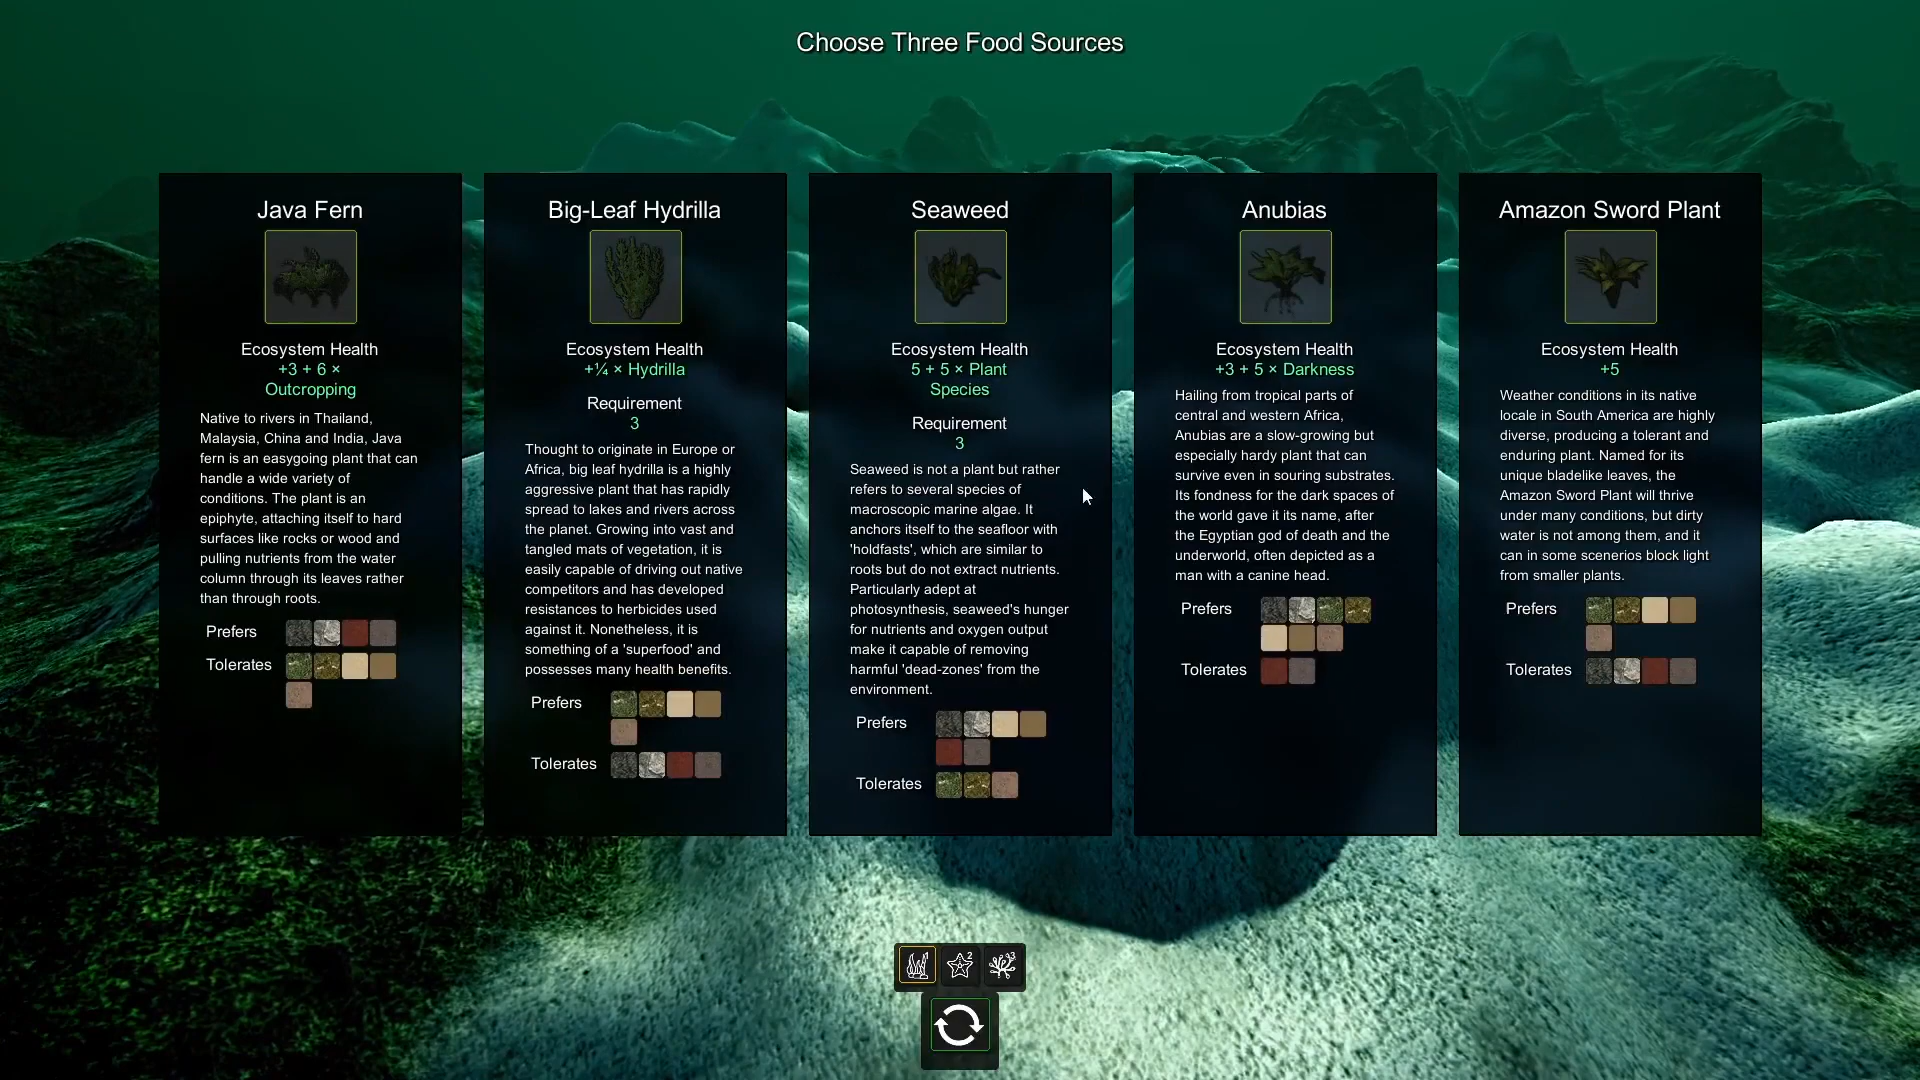 Choose Three Food Sources
Java Fern
Ecosystem Health
+3 + 6 ×
Outcropping
Native to rivers in Thailand,
Malaysia, China and India, Java
fern is an easygoing plant that can
handle a wide variety of
conditions. The plant is an
epiphyte, attaching itself to hard
surfaces like rocks or wood and
pulling nutrients from the water
column through its leaves rather
than through roots.
Prefers
Tolerates
Big-Leaf Hydrilla
Ecosystem Health
+¼ × Hydrilla
Requirement
3
Thought to originate in Europe or
Africa, big leaf hydrilla is a highly
aggressive plant that has rapidly
spread to lakes and rivers across
the planet. Growing into vast and
tangled mats of vegetation, it is
easily capable of driving out native
competitors and has developed
resistances to herbicides used
against it. Nonetheless, it is
something of a 'superfood' and
possesses many health benefits.
Prefers
Tolerates
Seaweed
Ecosystem Health
5 + 5 × Plant
Species
Requirement
3
Seaweed is not a plant but rather
refers to several species of
macroscopic marine algae. It
anchors itself to the seafloor with
'holdfasts', which are similar to
roots but do not extract nutrients.
Particularly adept at
photosynthesis, seaweed's hunger
for nutrients and oxygen output
make it capable of removing
harmful 'dead-zones' from the
environment.
Prefers
Tolerates
Anubias
Ecosystem Health
+3 + 5 × Darkness
Hailing from tropical parts of
central and western Africa,
Anubias are a slow-growing but
especially hardy plant that can
survive even in souring substrates.
Its fondness for the dark spaces of
the world gave it its name, after
the Egyptian god of death and the
underworld, often depicted as a
man with a canine head.
Prefers
Tolerates
Amazon Sword Plant
Ecosystem Health
+5
Weather conditions in its native
locale in South America are highly
diverse, producing a tolerant and
enduring plant. Named for its
unique bladelike leaves, the
Amazon Sword Plant will thrive
under many conditions, but dirty
water is not among them, and it
can in some scenerios block light
from smaller plants.
Prefers
Tolerates
1 2 3